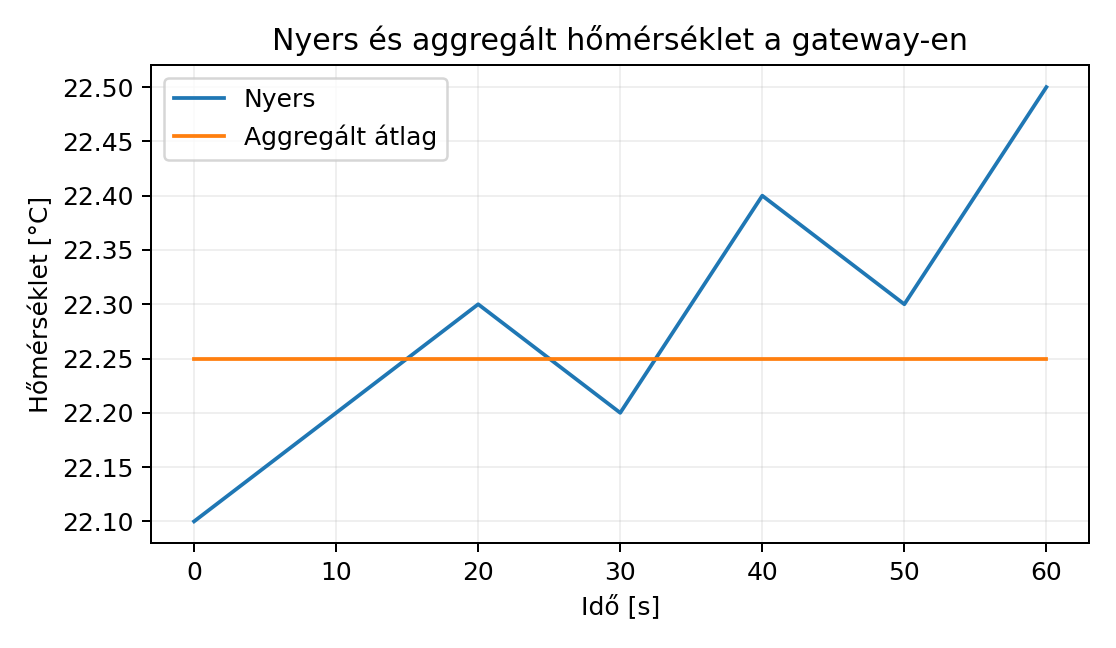 Nyers és aggregált hőmérséklet a gateway-en
Nyers
Aggregált átlag
Hőmérséklet [°C]
22.50
22.45
22.40
22.35
22.30
22.25
22.20
22.15
22.10
0 10 20 30 40 50 60
Idő [s]